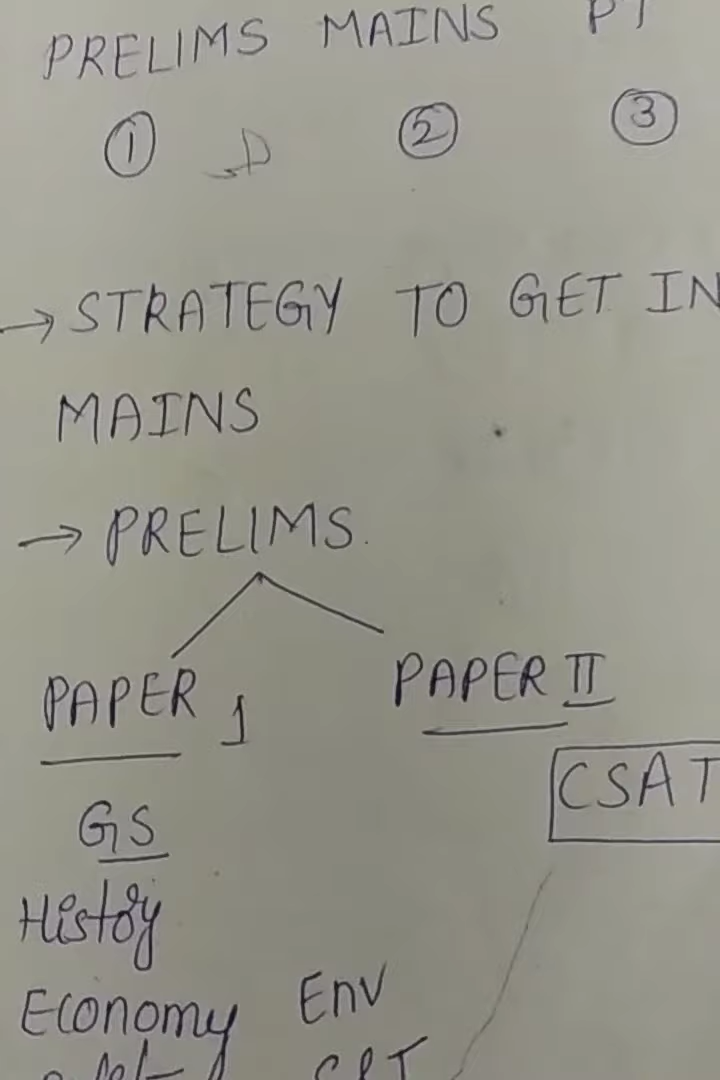 PRELIMS MAINS PT
1 2 3
→ STRATEGY TO GET IN
MAINS
→ PRELIMS.
PAPER 1 PAPER II
CSAT
GS
History
Economy Env